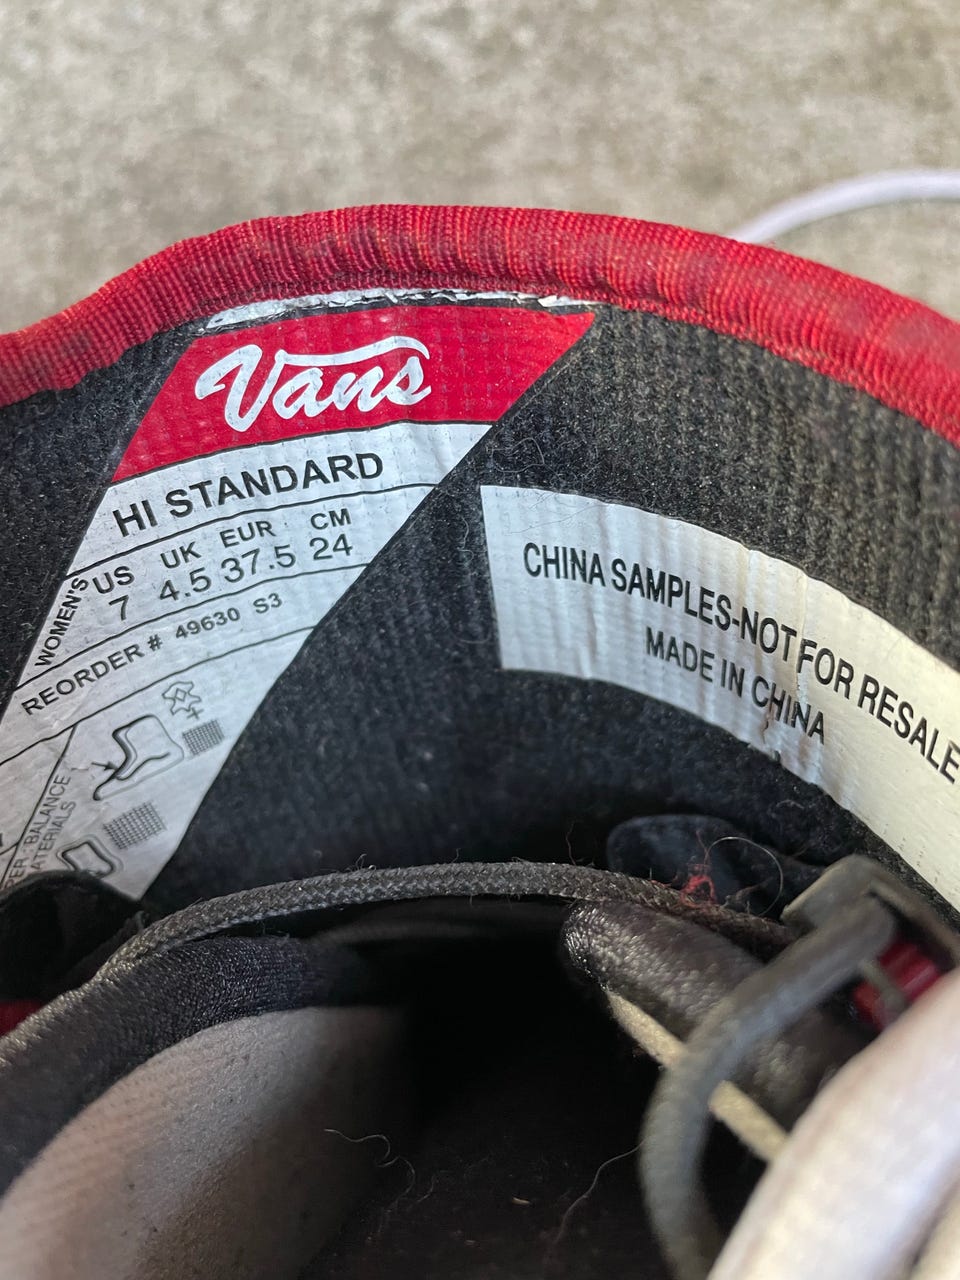 Vans
HI STANDARD
WOMEN'S
US UK EUR CM
7 4.5 37.5 24
REORDER # 49630 S3
BALANCE
CHINA SAMPLES-NOT FOR RESALE
MADE IN CHINA